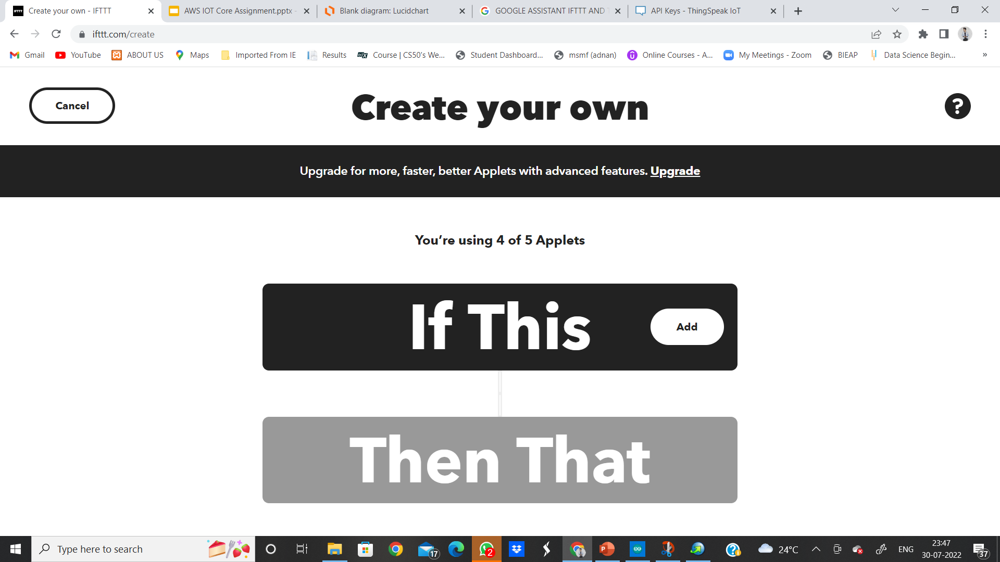 Create your own - IFTTT
AWS IOT Core Assignment.pptx -
Blank diagram: Lucidchart
GOOGLE ASSISTANT IFTTT AND
API Keys - ThingSpeak IoT
ifttt.com/create
Gmail
YouTube
ABOUT US
Maps
Imported From IE
Results
edX
Course | CS50's We...
Student Dashboard...
msmf (adnan)
Online Courses - A...
My Meetings - Zoom
BIEAP
Data Science Begin...
»
Cancel
Create your own
?
Upgrade for more, faster, better Applets with advanced features. Upgrade
You’re using 4 of 5 Applets
If This
Add
Then That
Type here to search
17
2
24°C
ENG
23:47
30-07-2022
37